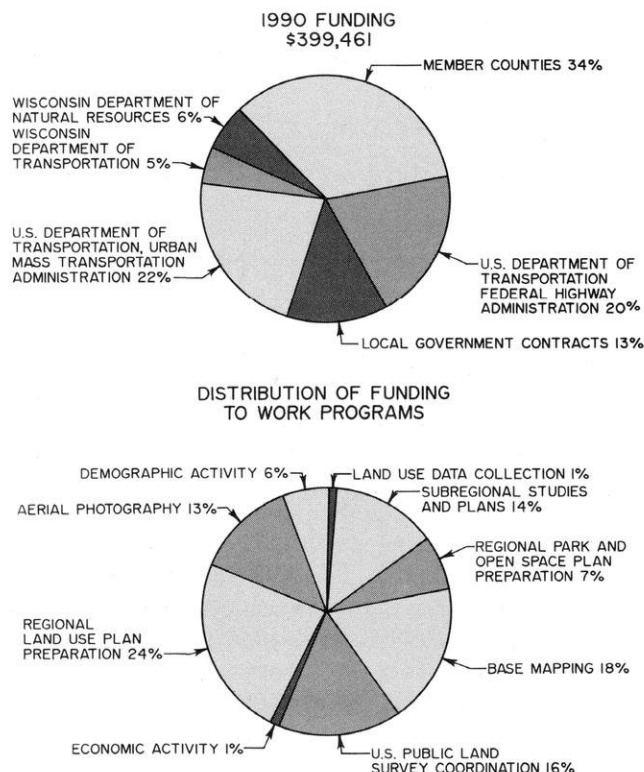 1990 FUNDING
$399,461
MEMBER COUNTIES 34%
WISCONSIN DEPARTMENT OF
NATURAL RESOURCES 6%
WISCONSIN
DEPARTMENT OF
TRANSPORTATION 5%
U.S. DEPARTMENT OF
TRANSPORTATION, URBAN
MASS TRANSPORTATION
ADMINISTRATION 22%
U.S. DEPARTMENT OF
TRANSPORTATION
FEDERAL HIGHWAY
ADMINISTRATION 20%
LOCAL GOVERNMENT CONTRACTS 13%
DISTRIBUTION OF FUNDING
TO WORK PROGRAMS
DEMOGRAPHIC ACTIVITY 6%
LAND USE DATA COLLECTION 1%
SUBREGIONAL STUDIES
AND PLANS 14%
AERIAL PHOTOGRAPHY 13%
REGIONAL PARK AND
OPEN SPACE PLAN
PREPARATION 7%
REGIONAL
LAND USE PLAN
PREPARATION 24%
BASE MAPPING 18%
ECONOMIC ACTIVITY 1%
U.S. PUBLIC LAND
SURVEY COORDINATION 16%